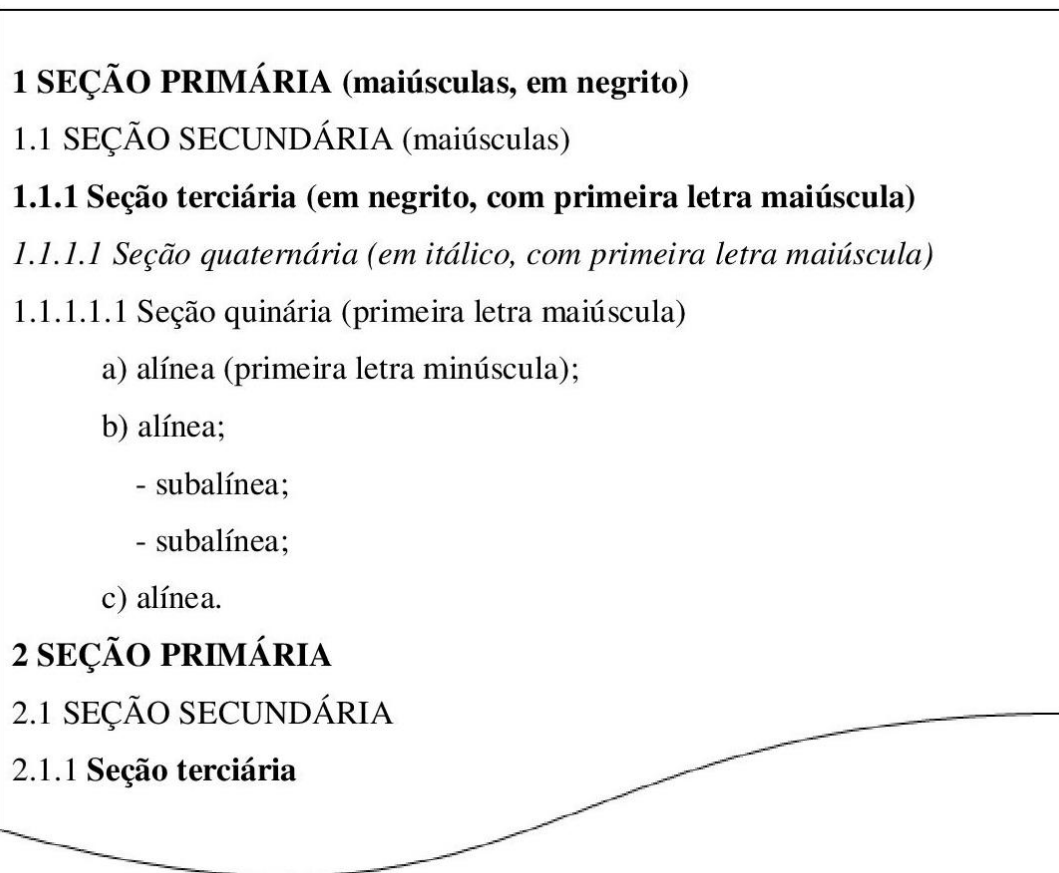 1 SEÇÃO PRIMÁRIA (maiúsculas, em negrito)
1.1 SEÇÃO SECUNDÁRIA (maiúsculas)
1.1.1 Seção terciária (em negrito, com primeira letra maiúscula)
1.1.1.1 Seção quaternária (em itálico, com primeira letra maiúscula)
1.1.1.1.1 Seção quinária (primeira letra maiúscula)
a) alínea (primeira letra minúscula);
b) alínea;
- subalínea;
- subalínea;
c) alínea.
2 SEÇÃO PRIMÁRIA
2.1 SEÇÃO SECUNDÁRIA
2.1.1 Seção terciária